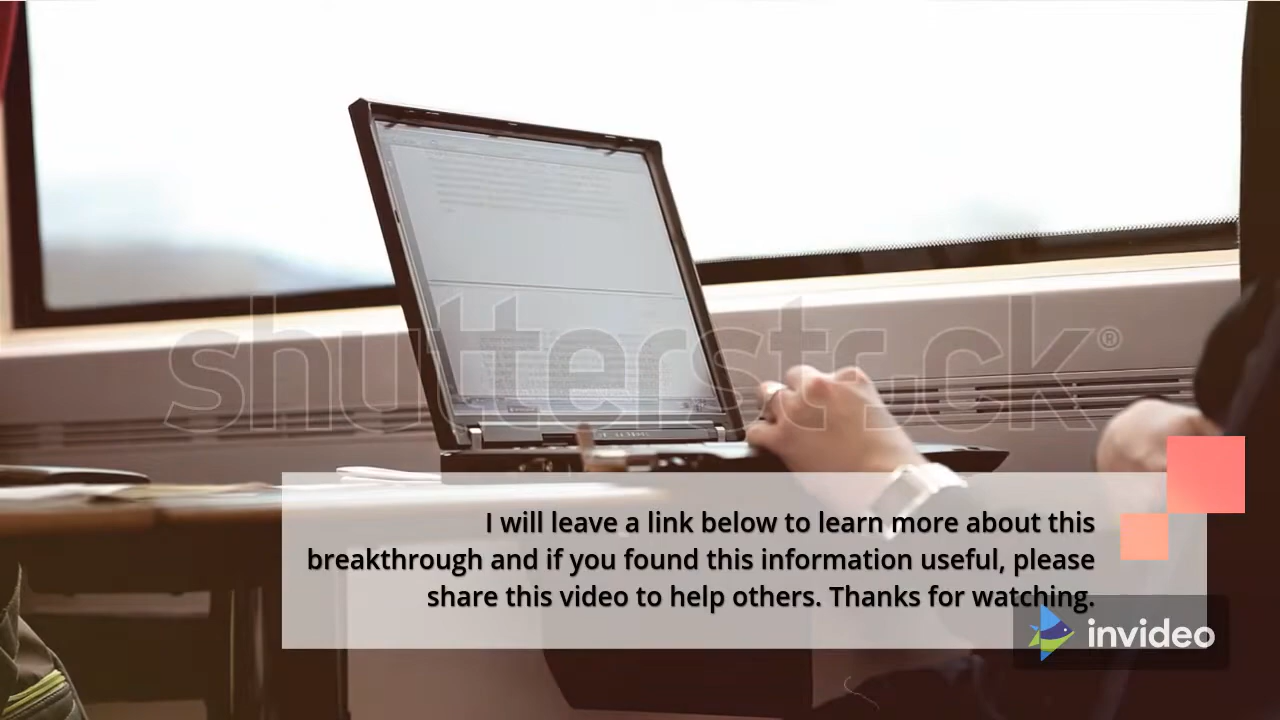 shutterstock®
I will leave a link below to learn more about this
breakthrough and if you found this information useful, please
share this video to help others. Thanks for watching.
invideo